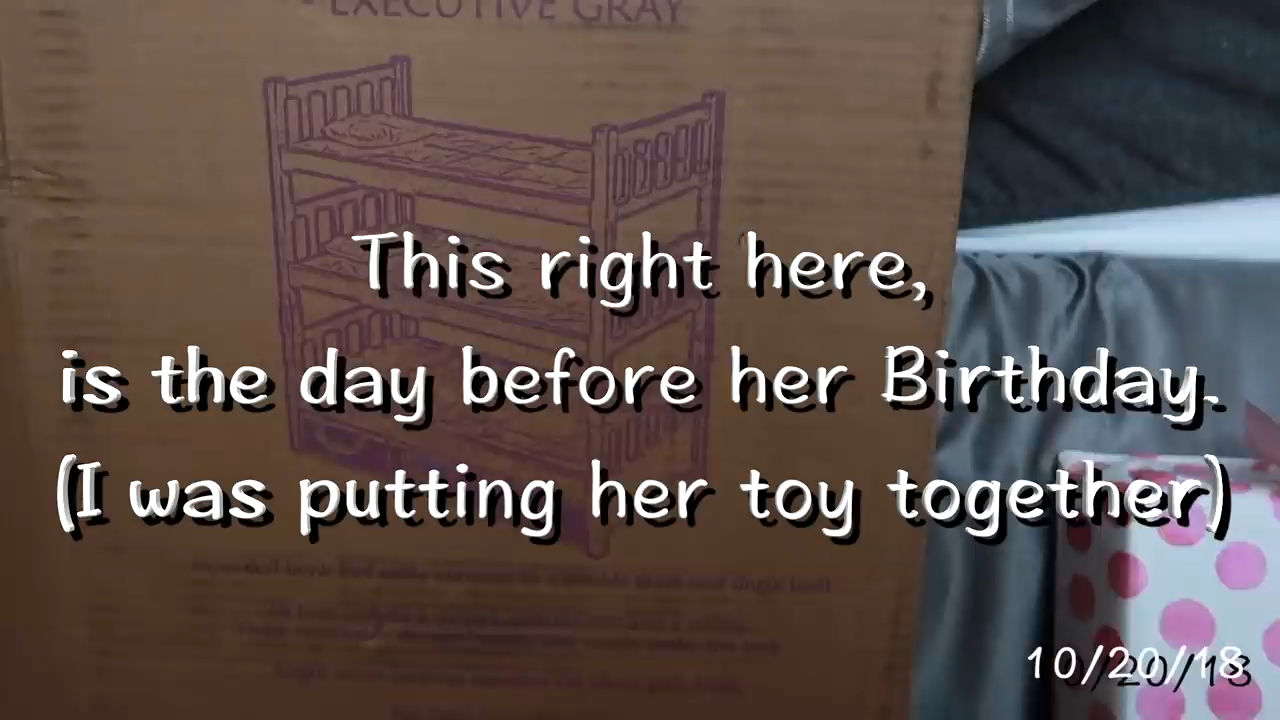 EXECUTIVE GRAY
This right here,
is the day before her Birthday.
(I was putting her toy together)
10/20/18